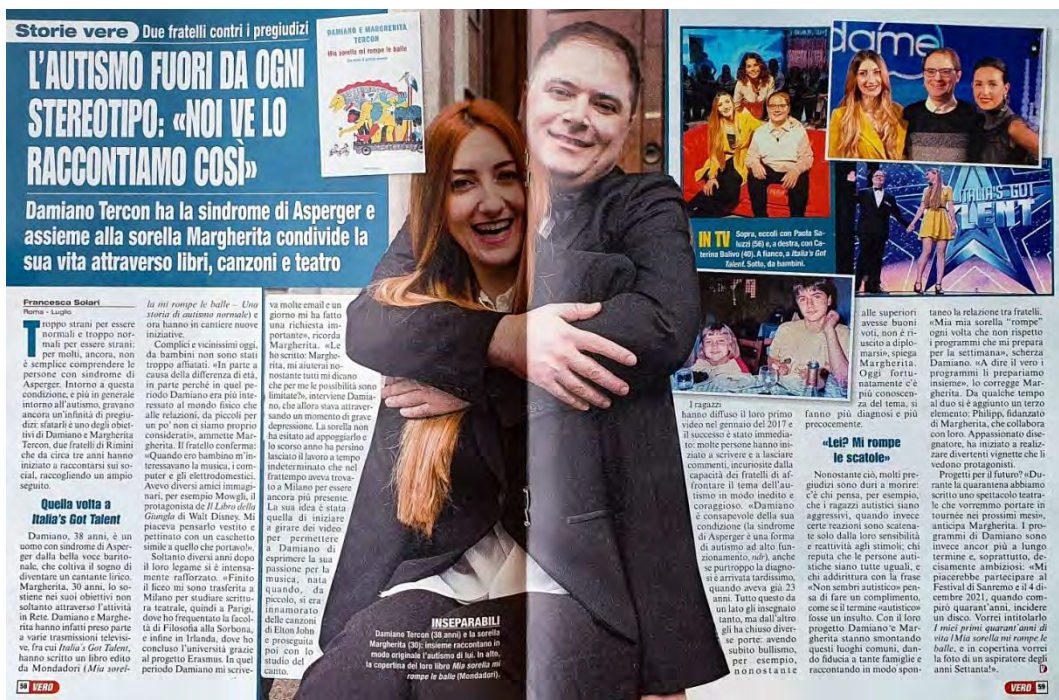 Storie vere
Due fratelli contri i pregiudizi
L'AUTISMO FUORI DA OGNI
STEREOTIPO: «NOI VE LO
RACCONTIAMO COSÌ»
Damiano Tercon ha la sindrome di Asperger e
assieme alla sorella Margherita condivide la
sua vita attraverso libri, canzoni e teatro
DAMIANO E MARGHERITA
TERCON
Mia sorella mi rompe le balle
Francesca Solari
Roma - Luglio
Troppo strani per essere
normali e troppo nor-
mali per essere strani:
per molti, ancora, non
è semplice comprendere le
persone con sindrome di
Asperger. Intorno a questa
condizione, e più in generale
intorno all'autismo, gravano
ancora un'infinità di pregiu-
dizi: sfatarli è uno degli obiet-
tivi di Damiano e Margherita
Tercon, due fratelli di Rimini
che da circa tre anni hanno
iniziato a raccontarsi sui so-
cial, raccogliendo un ampio
seguito.
Quella volta a
Italia's Got Talent
Damiano, 38 anni, è un
uomo con sindrome di Asper-
ger dalla bella voce barito-
nale, che coltiva il sogno di
diventare un cantante lirico.
Margherita, 30 anni, lo so-
stiene nei suoi obiettivi non
soltanto attraverso l'attività
in Rete. Damiano e Marghe-
rita hanno infatti preso parte
a varie trasmissioni televisi-
ve, fra cui Italia's Got Talent,
hanno scritto un libro edito
da Mondadori (Mia sorel-
la mi rompe le balle – Una
storia di autismo normale) e
ora hanno in cantiere nuove
iniziative.
Complici e vicinissimi oggi,
da bambini non sono stati
troppo affiatati. «In parte a
causa della differenza di età,
in parte perché in quel pe-
riodo Damiano era più inte-
ressato al mondo fisico che
alle relazioni, da piccoli per
un po' non ci siamo proprio
considerati», ammette Mar-
gherita. Il fratello conferma:
«Quando ero bambino m'in-
teressavano la musica, i com-
puter e gli elettrodomestici.
Avevo diversi amici immagi-
nari, per esempio Mowgli, il
protagonista de Il Libro della
Giungla di Walt Disney. Mi
piaceva pensarlo vestito e
pettinato con un caschetto
simile a quello che portavo!».
Soltanto diversi anni dopo
il loro legame si è intensa-
mente rafforzato. «Finito
il liceo mi sono trasferita a
Milano per studiare scrittu-
ra teatrale, quindi a Parigi,
dove ho frequentato la facol-
tà di Filosofia alla Sorbona,
e infine in Irlanda, dove ho
concluso l'università grazie
al progetto Erasmus. In quel
periodo Damiano mi scrive-
va molte email e un
giorno mi ha fatto
una richiesta im-
portante», ricorda
Margherita. «Le
ho scritto: Marghe-
rita, mi aiuterai no-
nostante tutti mi dicano
che per me le possibilità sono
limitate?», interviene Damia-
no, che allora stava attraver-
sando un momento di grave
depressione. La sorella non
ha esitato ad appoggiarlo e
lo scorso anno ha persino
lasciato il lavoro a tempo
indeterminato che nel
frattempo aveva trova-
to a Milano per essere
ancora più presente.
La sua idea è stata
quella di iniziare
a girare dei video
per permettere
a Damiano di
esprimere la sua
passione per la
musica, nata
quando, da
piccolo, si era
innamorato
delle canzoni
di Elton John
e proseguita
poi con lo
studio del
canto.
INSEPARABILI
Damiano Tercon (38 anni) e la sorella
Margherita (30): insieme raccontano in
modo originale l'autismo di lui. In alto,
la copertina del loro libro Mia sorella mi
rompe le balle (Mondadori).
50 VERO
dame
ITALIA'S GOT
TALENT
IN TV Sopra, eccoli con Paola Sa-
luzzi (56) e, a destra, con Ca-
terina Balivo (40). A fianco, a Italia's Got
Talent. Sotto, da bambini.
I ragazzi
hanno diffuso il loro primo
video nel gennaio del 2017 e
il successo è stato immedia-
to: molte persone hanno ini-
ziato a scrivere e a lasciare
commenti, incuriosite dalla
capacità dei fratelli di af-
frontare il tema dell'au-
tismo in modo inedito e
coraggioso. «Damiano
è consapevole della sua
condizione (la sindrome
di Asperger è una forma
di autismo ad alto fun-
zionamento, ndr), anche
se purtroppo la diagno-
si è arrivata tardissimo,
quando aveva già 23
anni. Tutto questo da
un lato gli insegnato
tanto, ma dall'altro
gli ha chiuso diver-
se porte: avendo
subito bullismo,
per esempio,
nonostante
alle superiori
avesse buoni
voti, non è ri-
uscito a diplo-
marsi», spiega
Margherita.
Oggi fortu-
natamente c'è
più conoscen-
za del tema, si
fanno più diagnosi e più
precocemente.
«Lei? Mi rompe
le scatole»
Nonostante ciò, molti pre-
giudizi sono duri a morire:
c'è chi pensa, per esempio,
che i ragazzi autistici siano
aggressivi, quando invece
certe reazioni sono scatena-
te solo dalla loro sensibilità
e reattività agli stimoli; chi
reputa che le persone auti-
stiche siano tutte uguali, e
chi addirittura con la frase
«Non sembri autistico» pen-
sa di fare un complimento,
come se il termine «autistico»
fosse un insulto. Con il loro
progetto Damiano e Mar-
gherita stanno smontando
questi luoghi comuni, dan-
do fiducia a tante famiglie e
raccontando in modo spon-
taneo la relazione tra fratelli.
«Mia mia sorella "rompe"
ogni volta che non rispetto
i programmi che mi prepara
per la settimana», scherza
Damiano. «A dire il vero i
programmi li prepariamo
insieme», lo corregge Mar-
gherita. Da qualche tempo
al duo si è aggiunto un terzo
elemento: Philipp, fidanzato
di Margherita, che collabora
con loro. Appassionato dise-
gnatore, ha iniziato a realiz-
zare divertenti vignette che li
vedono protagonisti.
Progetti per il futuro? «Du-
rante la quarantena abbiamo
scritto uno spettacolo teatra-
le che vorremmo portare in
tournée nei prossimi mesi»,
anticipa Margherita. I pro-
grammi di Damiano sono
invece ancor più a lungo
termine e, soprattutto, de-
cisamente ambiziosi: «Mi
piacerebbe partecipare al
Festival di Sanremo e il 4 di-
cembre 2021, quando com-
pirò quarant'anni, incidere
un disco. Vorrei intitolarlo
I miei primi quarant'anni di
vita (Mia sorella mi rompe le
balle, e in copertina vorrei
la foto di un aspiratore degli
anni Settanta!».
VERO 59